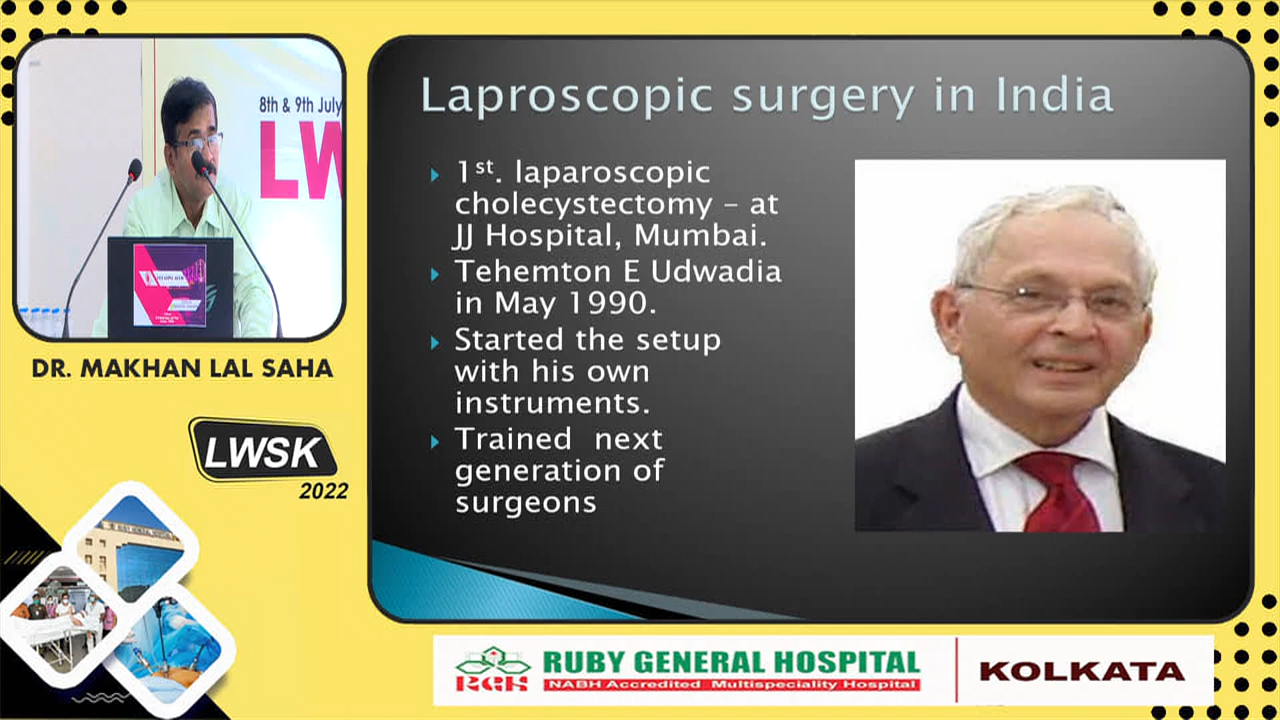 8th & 9th July
LW
DR. MAKHAN LAL SAHA
LWSK
2022
Laproscopic surgery in India
1st. laparoscopic
cholecystectomy – at
JJ Hospital, Mumbai.
Tehemton E Udwadia
in May 1990.
Started the setup
with his own
instruments.
Trained next
generation of
surgeons
RGH
RUBY GENERAL HOSPITAL
NABH Accredited Multispeciality Hospital
KOLKATA